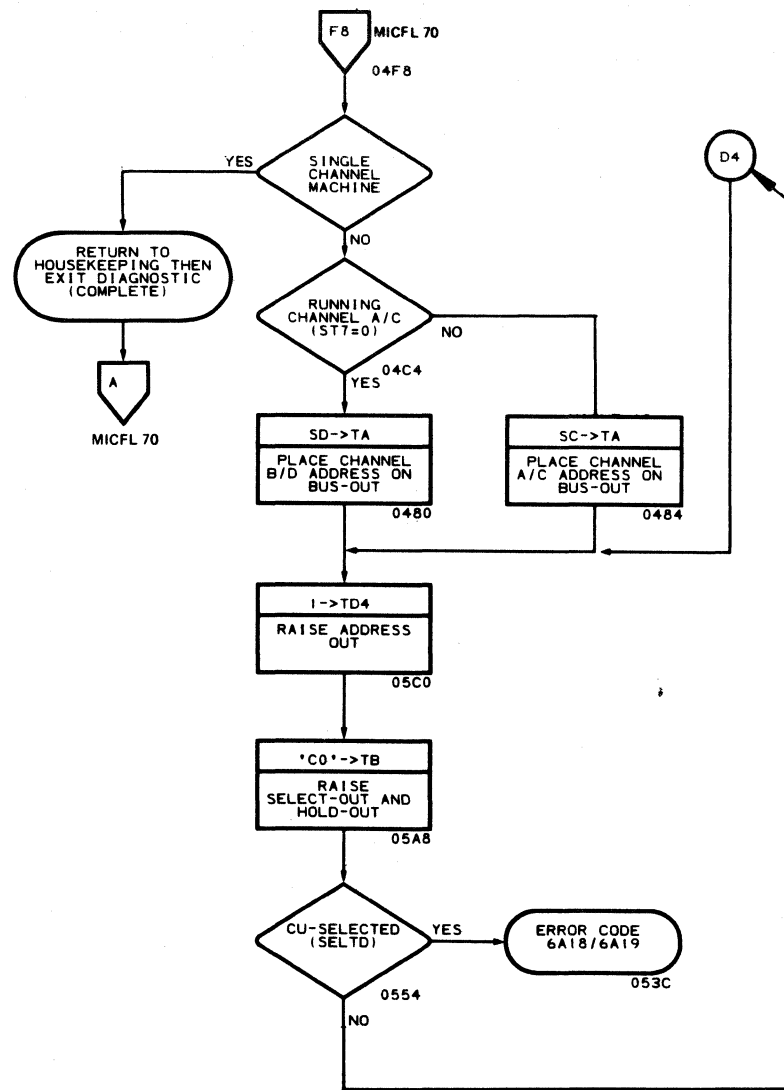 F8
MICFL 70
04F8
YES
SINGLE
CHANNEL
MACHINE
D4
NO
RETURN TO
HOUSEKEEPING THEN
EXIT DIAGNOSTIC
(COMPLETE)
RUNNING
CHANNEL A/C
(ST7=0)
NO
04C4
YES
A
MICFL 70
SD->TA
PLACE CHANNEL
B/D ADDRESS ON
BUS-OUT
0480
SC->TA
PLACE CHANNEL
A/C ADDRESS ON
BUS-OUT
0484
1->TD4
RAISE ADDRESS
OUT
05C0
'C0'->TB
RAISE
SELECT-OUT AND
HOLD-OUT
05A8
CU-SELECTED
(SELTD)
YES
ERROR CODE
6A18/6A19
053C
0554
NO